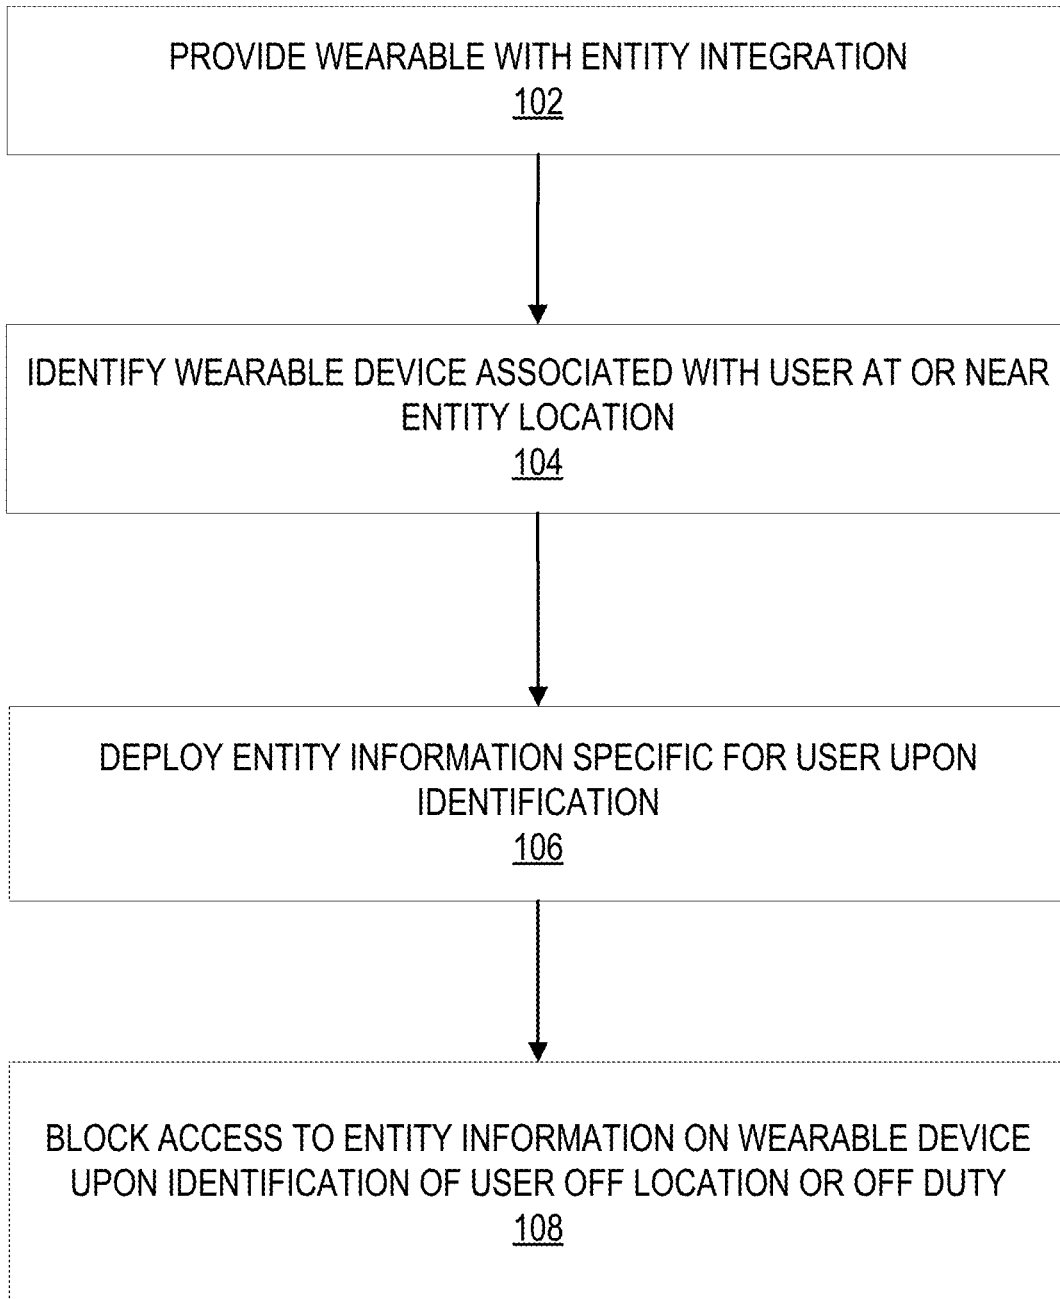 PROVIDE WEARABLE WITH ENTITY INTEGRATION
102
IDENTIFY WEARABLE DEVICE ASSOCIATED WITH USER AT OR NEAR
ENTITY LOCATION
104
DEPLOY ENTITY INFORMATION SPECIFIC FOR USER UPON
IDENTIFICATION
106
BLOCK ACCESS TO ENTITY INFORMATION ON WEARABLE DEVICE
UPON IDENTIFICATION OF USER OFF LOCATION OR OFF DUTY
108